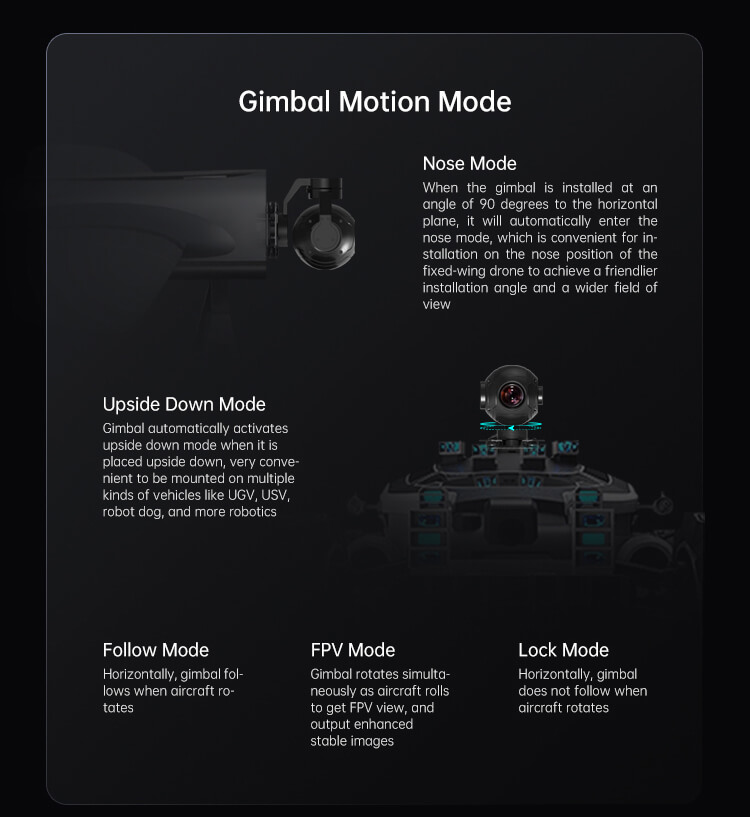 Gimbal Motion Mode
Nose Mode
When the gimbal is installed at an
angle of 90 degrees to the horizontal
plane, it will automatically enter the
nose mode, which is convenient for in-
stallation on the nose position of the
fixed-wing drone to achieve a friendlier
installation angle and a wider field of
view
Upside Down Mode
Gimbal automatically activates
upside down mode when it is
placed upside down, very conve-
nient to be mounted on multiple
kinds of vehicles like UGV, USV,
robot dog, and more robotics
Follow Mode
Horizontally, gimbal fol-
lows when aircraft ro-
tates
FPV Mode
Gimbal rotates simulta-
neously as aircraft rolls
to get FPV view, and
output enhanced
stable images
Lock Mode
Horizontally, gimbal
does not follow when
aircraft rotates